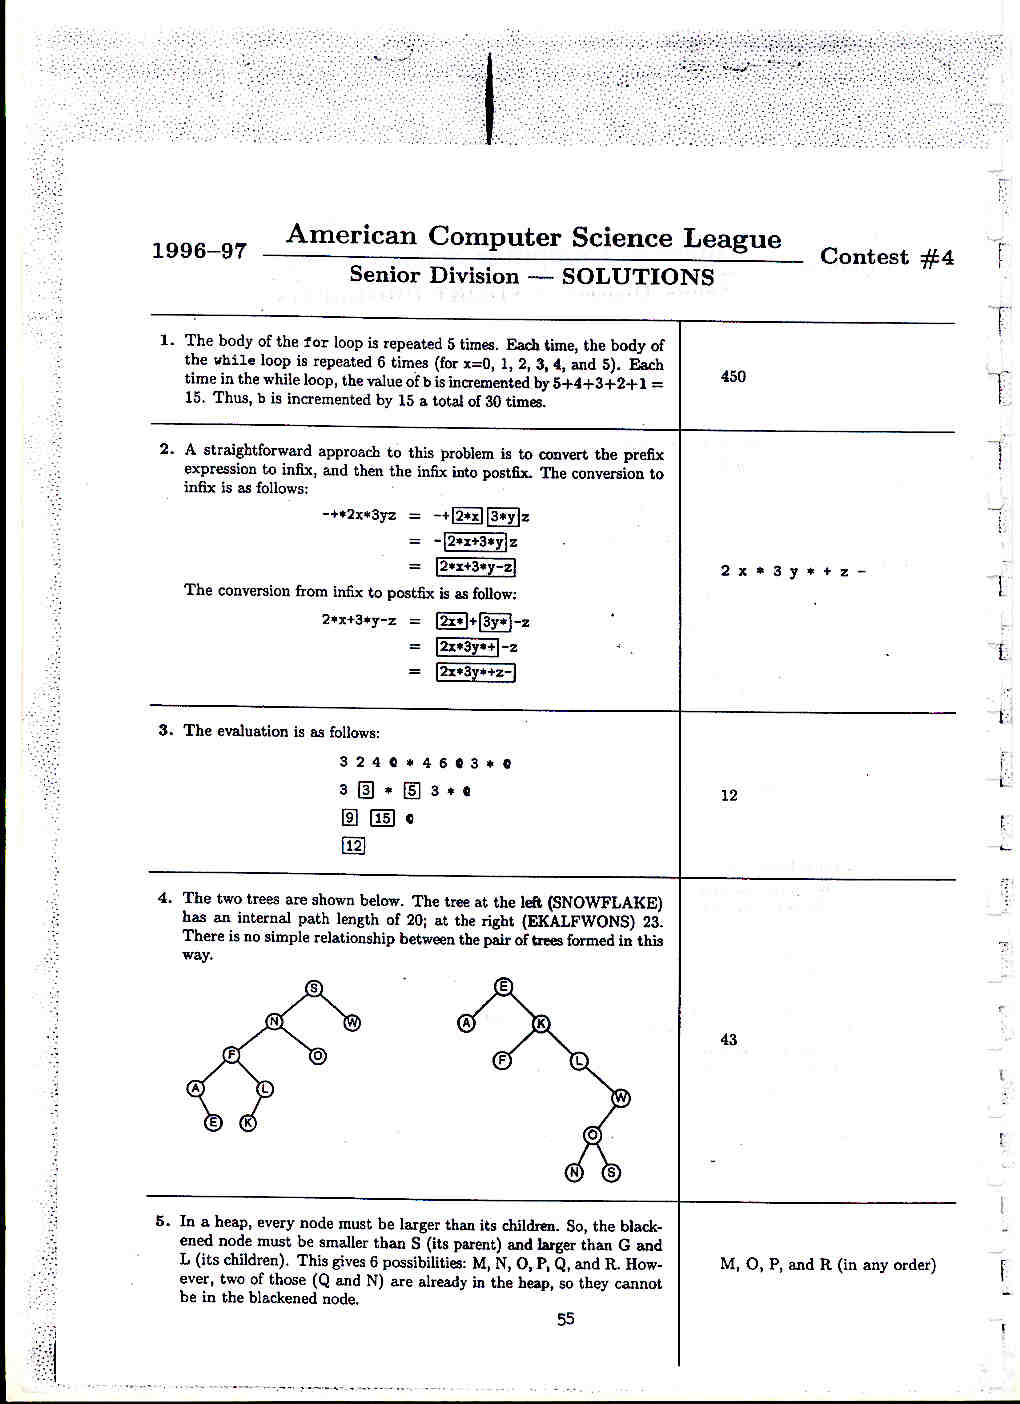 American Computer Science League
1996–97
Contest #4
Senior Division — SOLUTIONS
1. The body of the for loop is repeated 5 times. Each time, the body of
the while loop is repeated 6 times (for x=0, 1, 2, 3, 4, and 5). Each
time in the while loop, the value of b is incremented by 5+4+3+2+1 =
15. Thus, b is incremented by 15 a total of 30 times.
450
2. A straightforward approach to this problem is to convert the prefix
expression to infix, and then the infix into postfix. The conversion to
infix is as follows:
-+*2x*3yz = -+2*x 3*y z
= -2*x+3*y z
= 2*x+3*y-z
The conversion from infix to postfix is as follow:
2*x+3*y-z = 2x*+3y*-z
= 2x*3y*+-z
= 2x*3y*+z-
2 x * 3 y * + z -
3. The evaluation is as follows:
3 2 4 @ * 4 6 @ 3 * @
3 3 * 5 3 * @
9 15 @
12
12
4. The two trees are shown below. The tree at the left (SNOWFLAKE)
has an internal path length of 20; at the right (EKALFWONS) 23.
There is no simple relationship between the pair of trees formed in this
way.
S E
N W A K
F O F L
A L W
E K O
N S
43
5. In a heap, every node must be larger than its children. So, the black-
ened node must be smaller than S (its parent) and larger than G and
L (its children). This gives 6 possibilities: M, N, O, P, Q, and R. How-
ever, two of those (Q and N) are already in the heap, so they cannot
be in the blackened node.
M, O, P, and R (in any order)
55